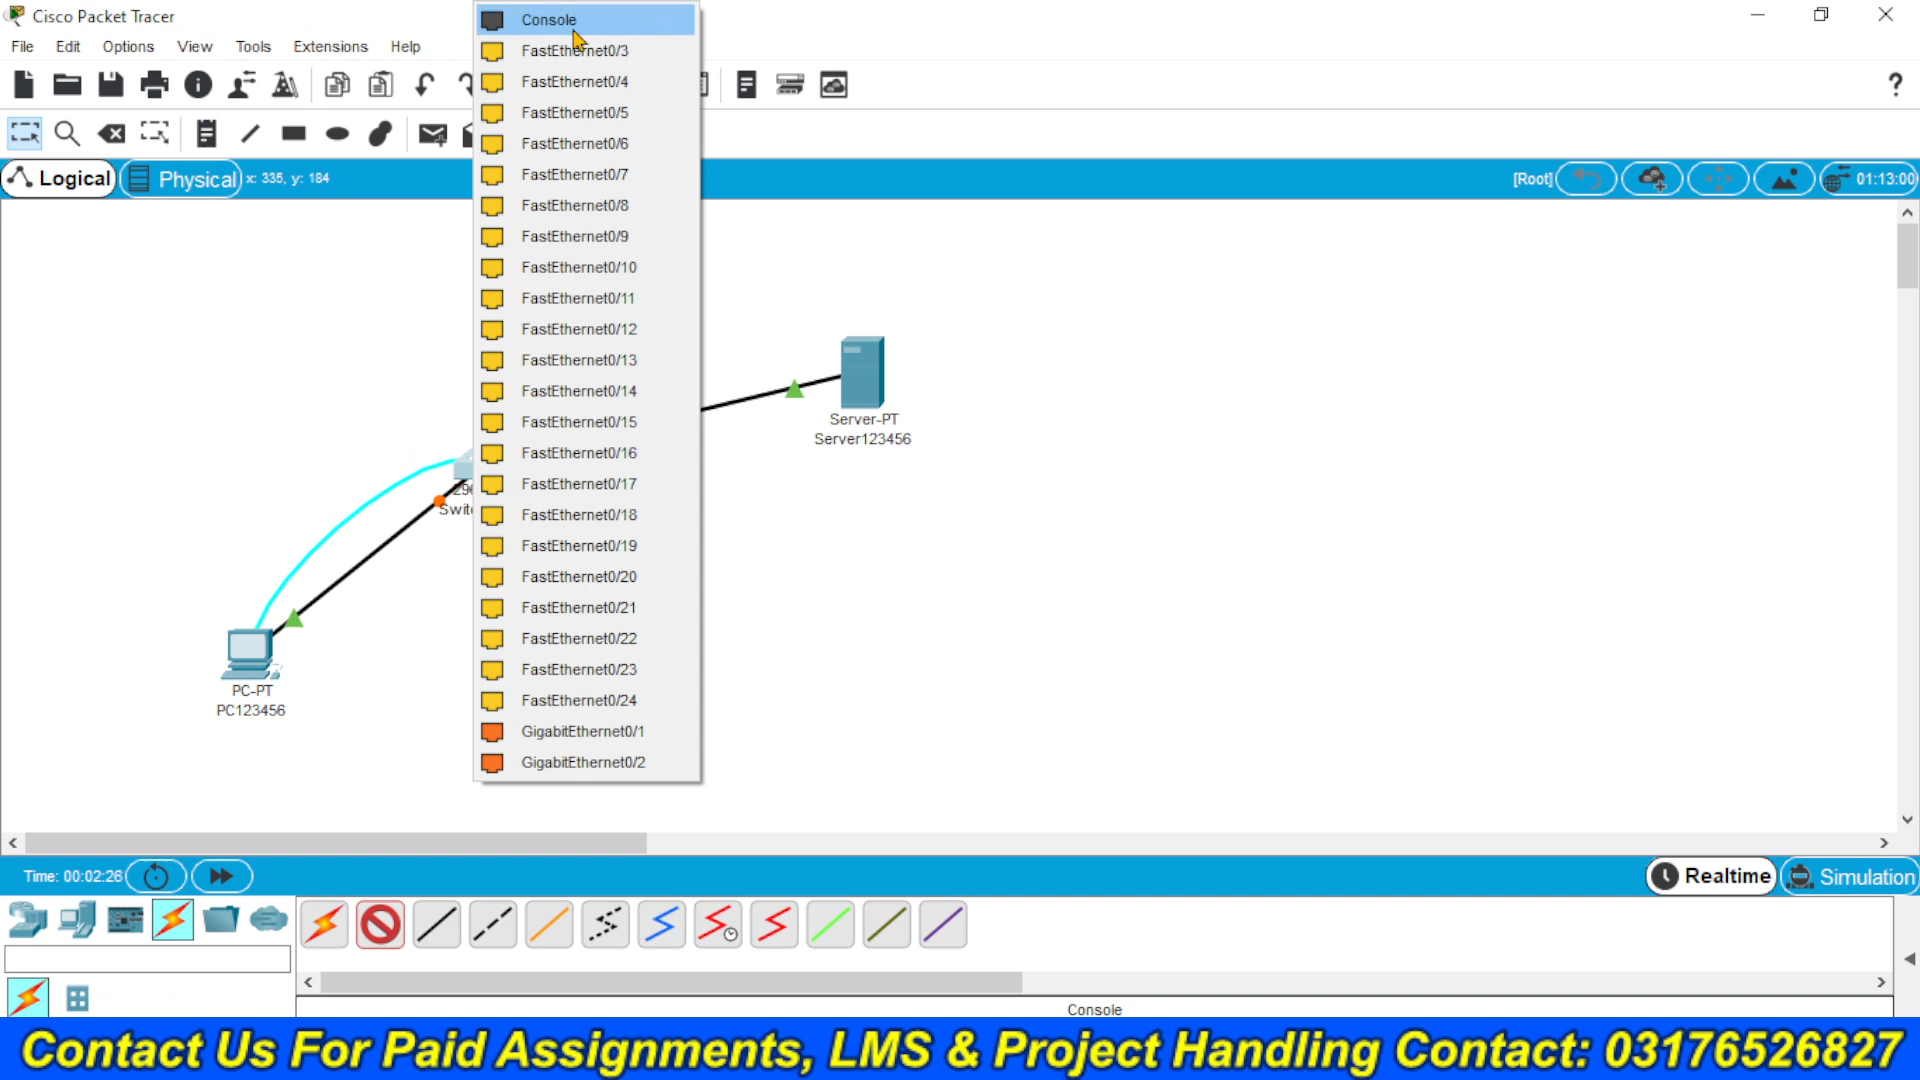 Cisco Packet Tracer
File Edit Options View Tools Extensions Help
Logical
Physical
x: 335, y: 184
[Root]
01:13:00
Console
FastEthernet0/3
FastEthernet0/4
FastEthernet0/5
FastEthernet0/6
FastEthernet0/7
FastEthernet0/8
FastEthernet0/9
FastEthernet0/10
FastEthernet0/11
FastEthernet0/12
FastEthernet0/13
FastEthernet0/14
FastEthernet0/15
FastEthernet0/16
FastEthernet0/17
FastEthernet0/18
FastEthernet0/19
FastEthernet0/20
FastEthernet0/21
FastEthernet0/22
FastEthernet0/23
FastEthernet0/24
GigabitEthernet0/1
GigabitEthernet0/2
Server-PT
Server123456
PC-PT
PC123456
Time: 00:02:26
Realtime
Simulation
Console
Contact Us For Paid Assignments, LMS & Project Handling Contact: 03176526827